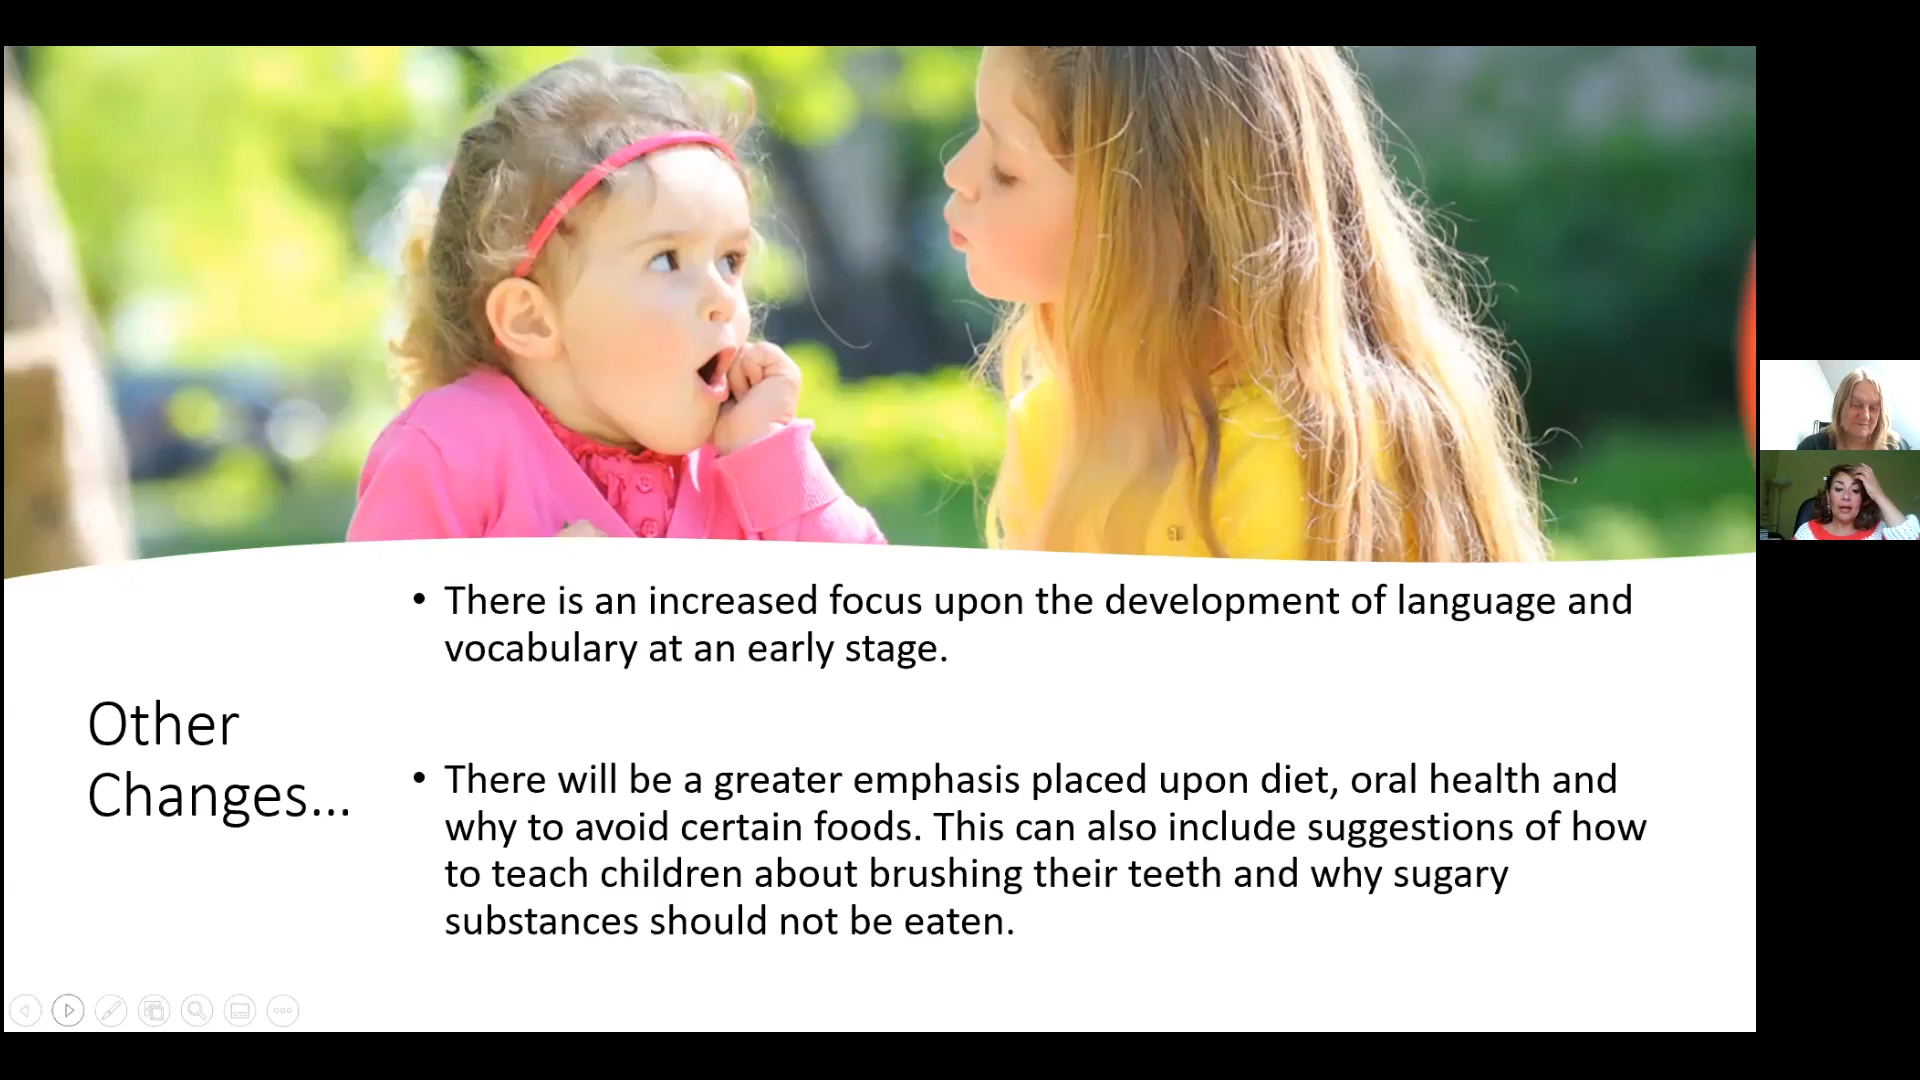 Other
Changes...
• There is an increased focus upon the development of language and
vocabulary at an early stage.
• There will be a greater emphasis placed upon diet, oral health and
why to avoid certain foods. This can also include suggestions of how
to teach children about brushing their teeth and why sugary
substances should not be eaten.